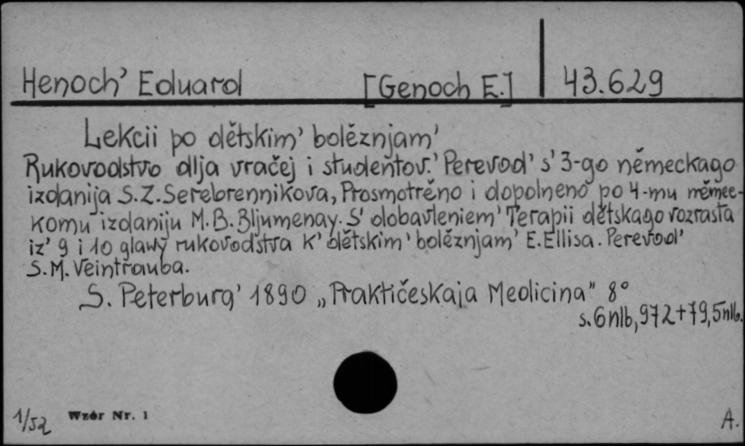 Henoch' Eduard [Genoch E.] 43.629
Lekcii po dětskim' bolěznjam'
Rukovodstvo dlja vračej i studentov.' Perevod' s' 3-go německago
izdanija S.Z.Serebrennikova, Prosmotrěno i dopolneno po 4-mu němec-
komu izdaniju M.B.Bljumenay. S' dobavleniem' Terapii dětskago vozrasta
iz' 9 i 10 glawy rukovodstva k' dětskim' bolěznjam' E.Ellisa. Perevod'
S.M. Veintrauba.
S. Peterburg' 1890 „Praktičeskaja Medicina" 8°
s.6nlb,972+79,5nlb.
1/52 Wzór Nr. 1 A.